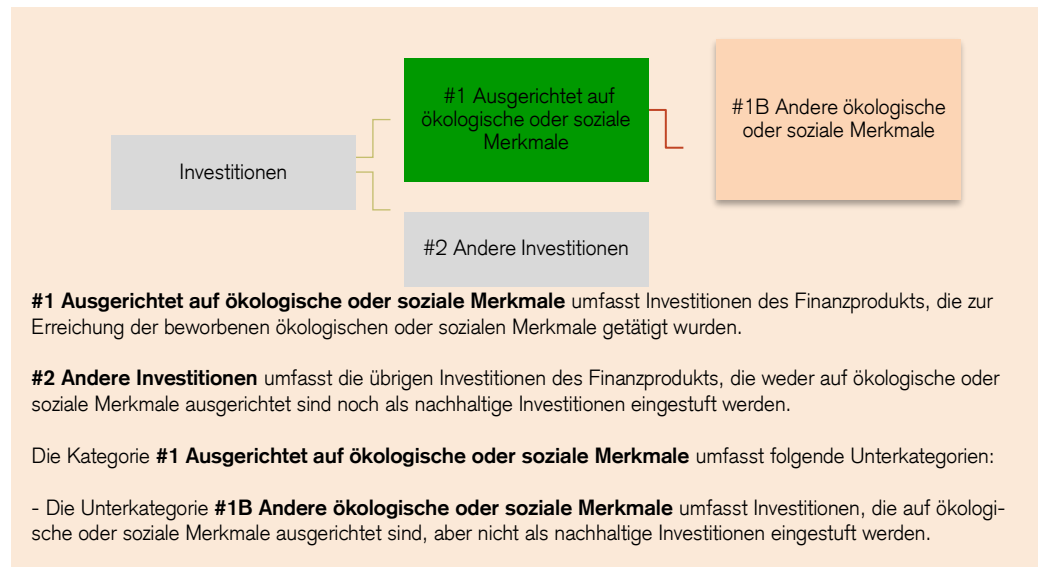 #1 Ausgerichtet auf
ökologische oder soziale
Merkmale
#1B Andere ökologische
oder soziale Merkmale
Investitionen
#2 Andere Investitionen
#1 Ausgerichtet auf ökologische oder soziale Merkmale umfasst Investitionen des Finanzprodukts, die zur
Erreichung der beworbenen ökologischen oder sozialen Merkmale getätigt wurden.
#2 Andere Investitionen umfasst die übrigen Investitionen des Finanzprodukts, die weder auf ökologische oder
soziale Merkmale ausgerichtet sind noch als nachhaltige Investitionen eingestuft werden.
Die Kategorie #1 Ausgerichtet auf ökologische oder soziale Merkmale umfasst folgende Unterkategorien:
- Die Unterkategorie #1B Andere ökologische oder soziale Merkmale umfasst Investitionen, die auf ökologi-
sche oder soziale Merkmale ausgerichtet sind, aber nicht als nachhaltige Investitionen eingestuft werden.